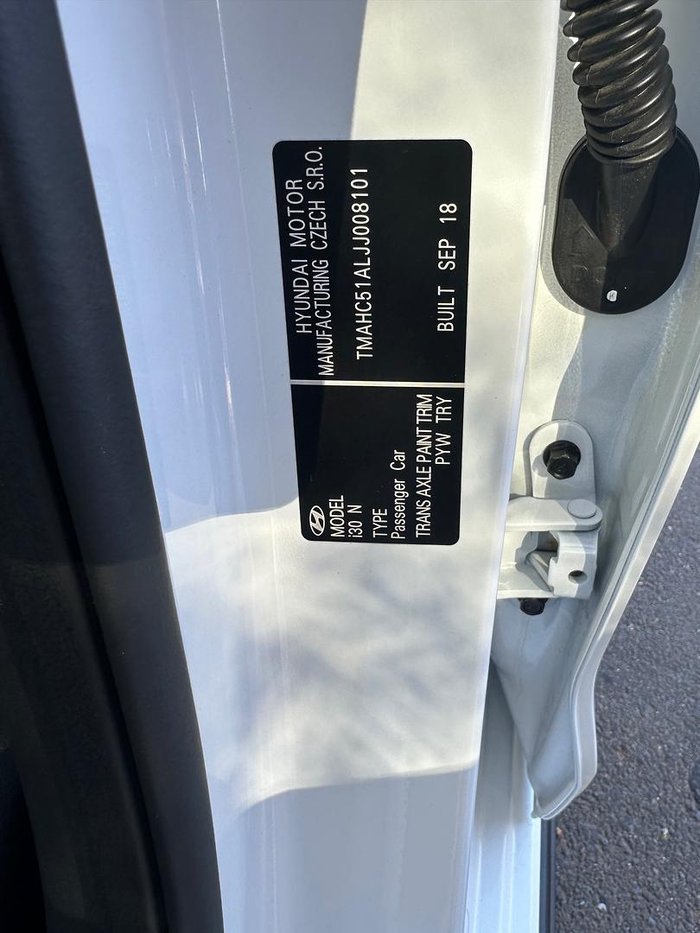 HYUNDAI MOTOR
MANUFACTURING CZECH S.R.O.
TMAHC51ALJJ008101
BUILT SEP 18
MODEL
i30 N
TYPE
Passenger Car
TRANS AXLE PAINT TRIM
PYW TRY